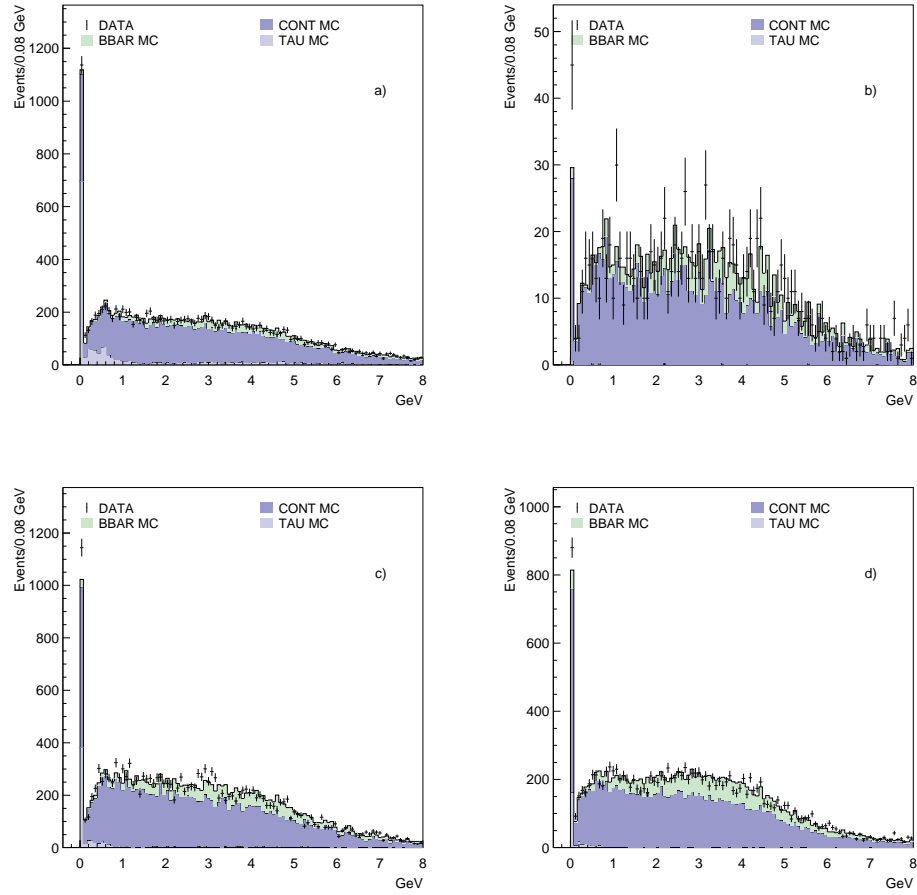 Events/0.08 GeV
DATA CONT MC
BBAR MC TAU MC
a)
1200
1000
800
600
400
200
0
0 1 2 3 4 5 6 7 8
GeV
Events/0.08 GeV
DATA CONT MC
BBAR MC TAU MC
b)
50
40
30
20
10
0
0 1 2 3 4 5 6 7 8
GeV
Events/0.08 GeV
DATA CONT MC
BBAR MC TAU MC
c)
1200
1000
800
600
400
200
0
0 1 2 3 4 5 6 7 8
GeV
Events/0.08 GeV
DATA CONT MC
BBAR MC TAU MC
d)
1000
800
600
400
200
0
0 1 2 3 4 5 6 7 8
GeV